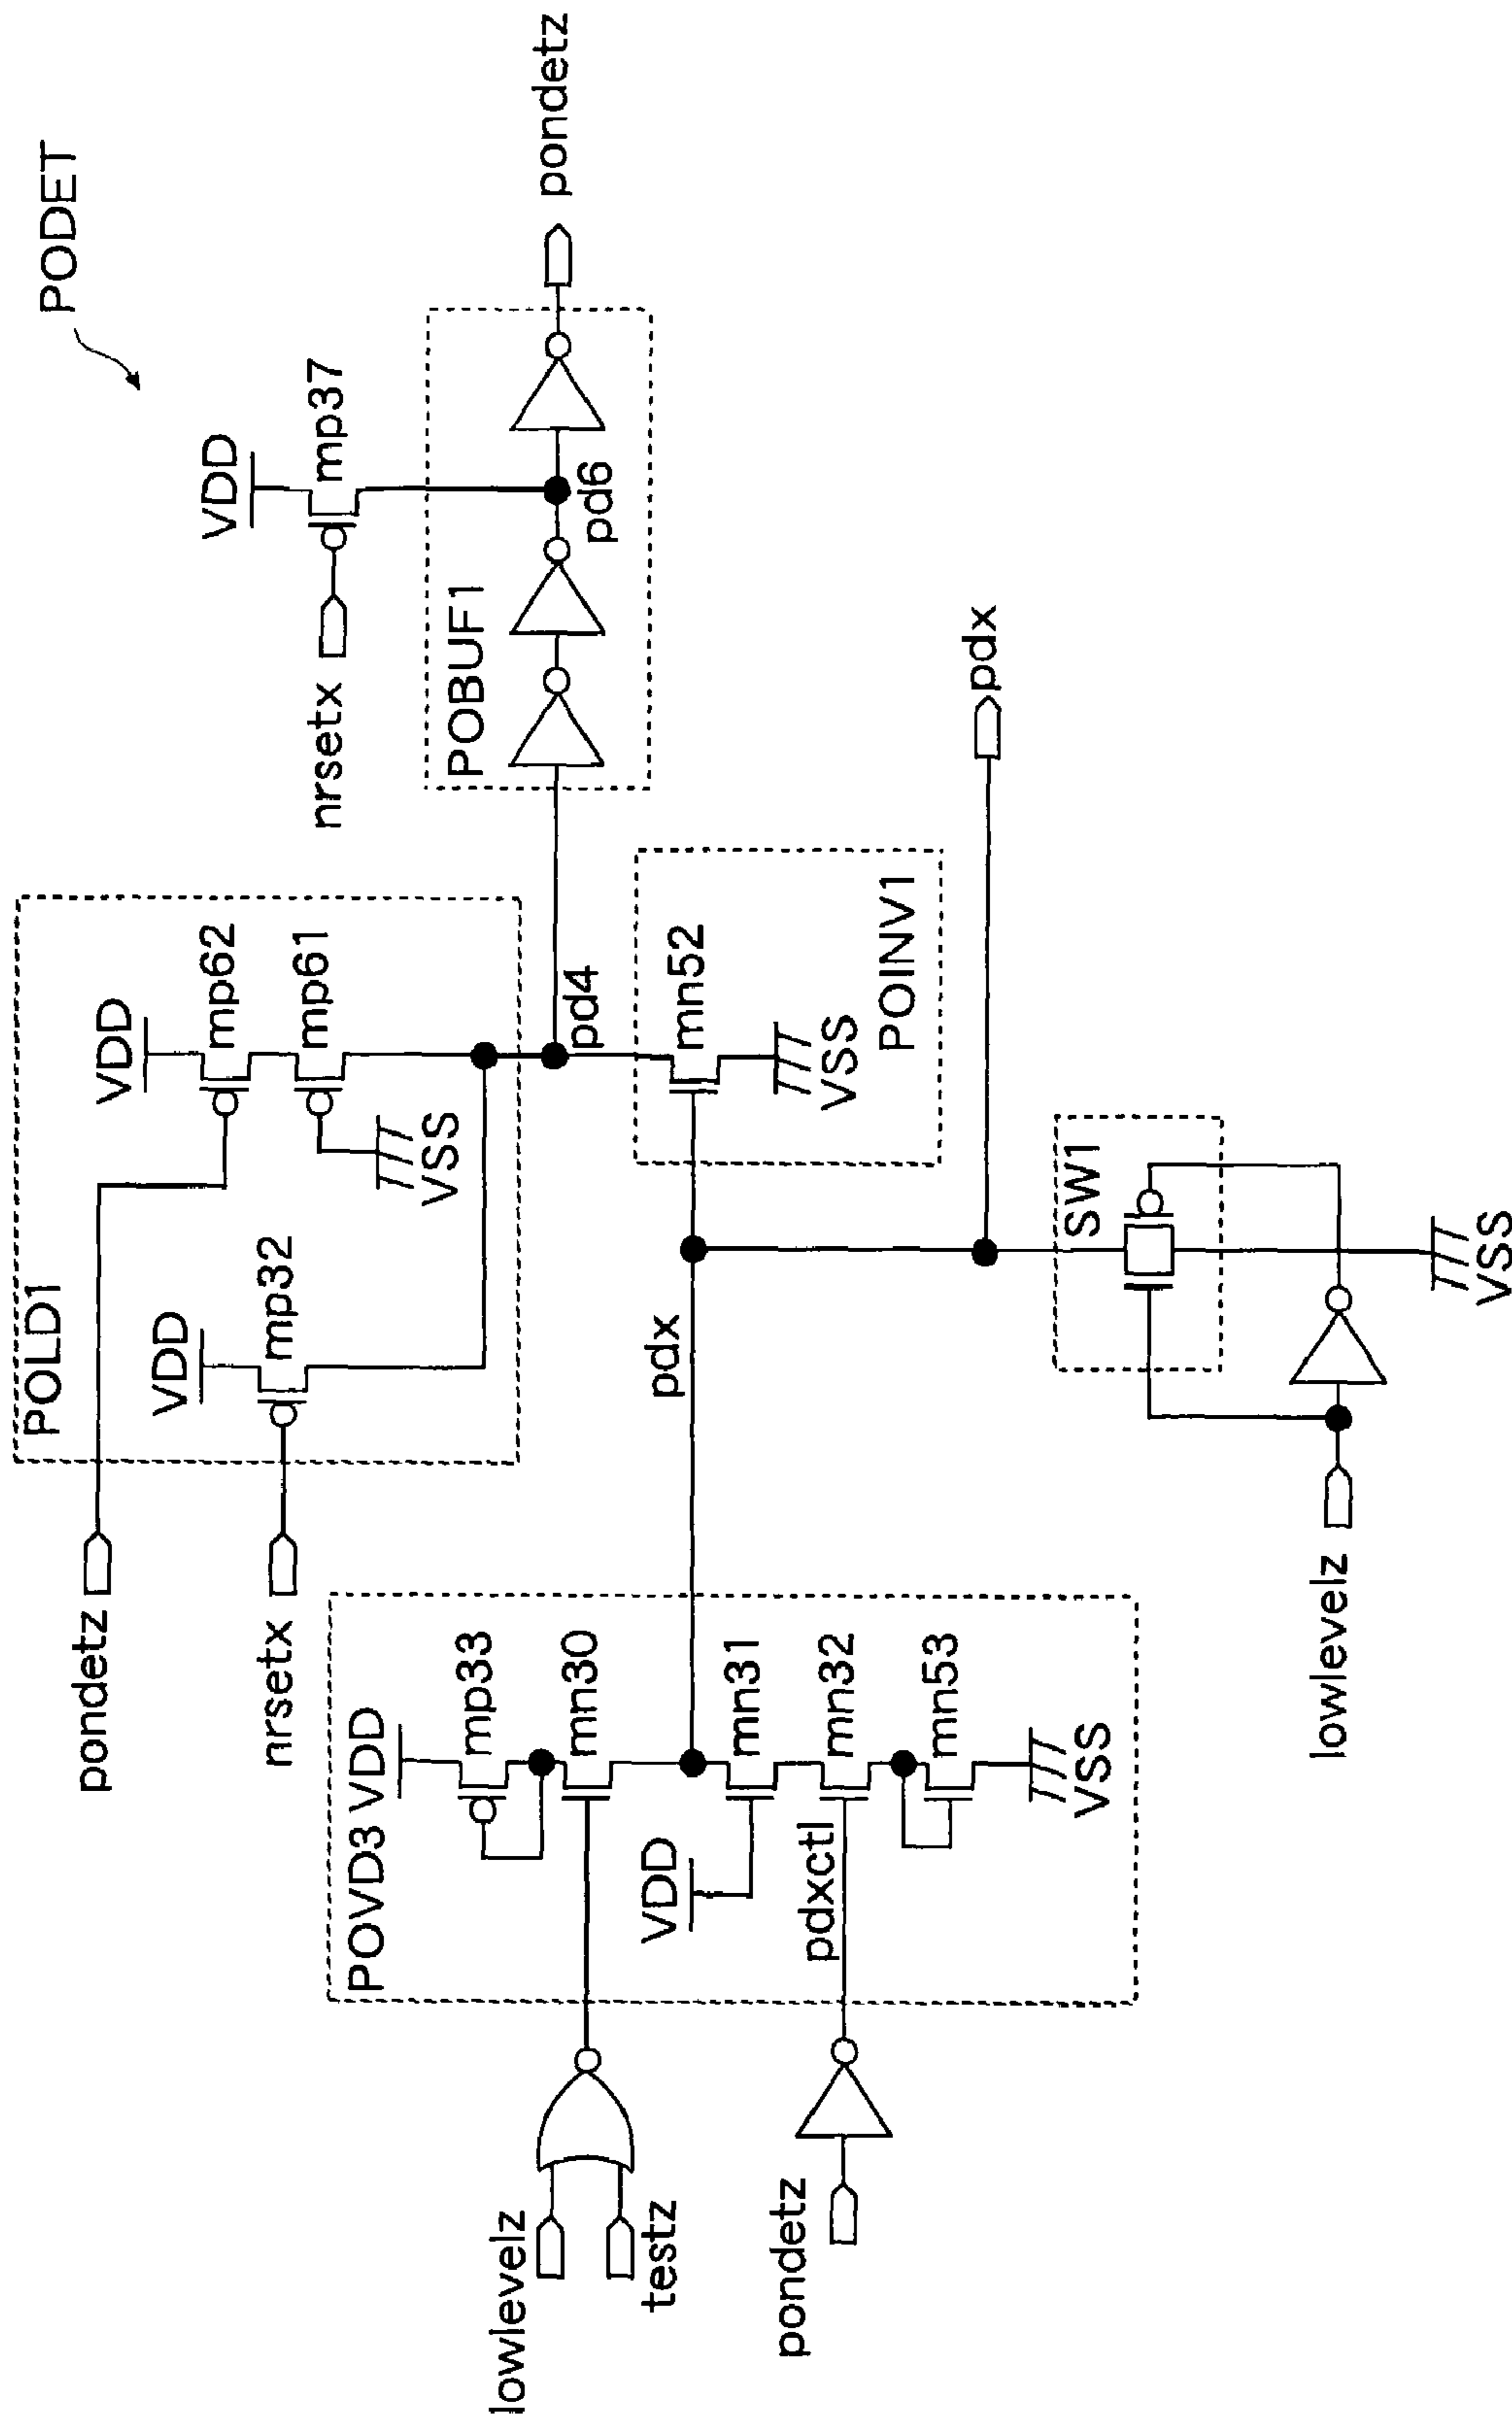 PODET
pondetz
nrsetx
POLD1
VDD
mp32
VDD
mp62
mp61
VSS
nrsetx
VDD
mp37
POBUF1
pd6
pondetz
pd4
mn52
VSS
POINV1
lowlevelz
testz
pondetz
POVD3
VDD
mp33
mn30
VDD
mn31
pdxctl
mn32
mn53
VSS
pdx
pdx
SW1
lowlevelz
VSS